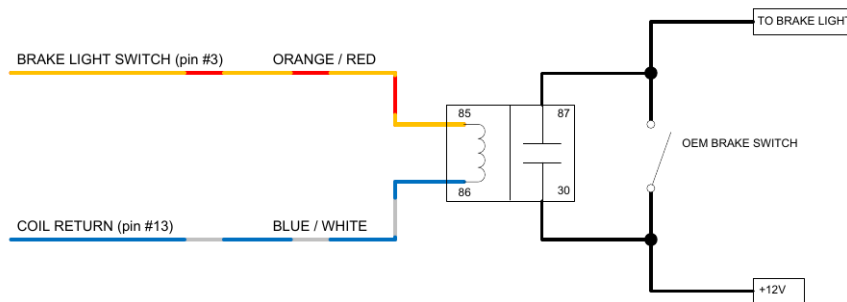 TO BRAKE LIGHT
BRAKE LIGHT SWITCH (pin #3)
ORANGE / RED
85
87
OEM BRAKE SWITCH
86
30
COIL RETURN (pin #13)
BLUE / WHITE
+12V